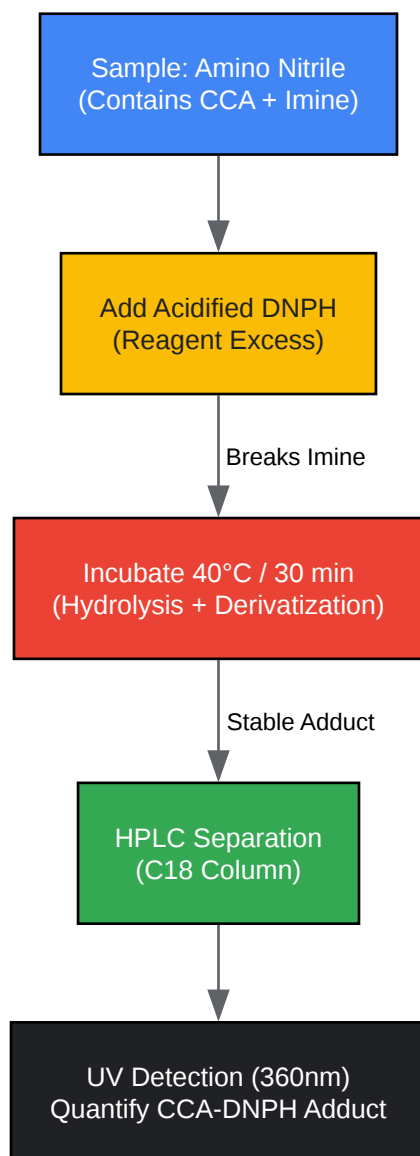 Sample: Amino Nitrile
(Contains CCA + Imine)
Add Acidified DNPH
(Reagent Excess)
Breaks Imine
Incubate 40°C / 30 min
(Hydrolysis + Derivatization)
Stable Adduct
HPLC Separation
(C18 Column)
UV Detection (360nm)
Quantify CCA-DNPH Adduct